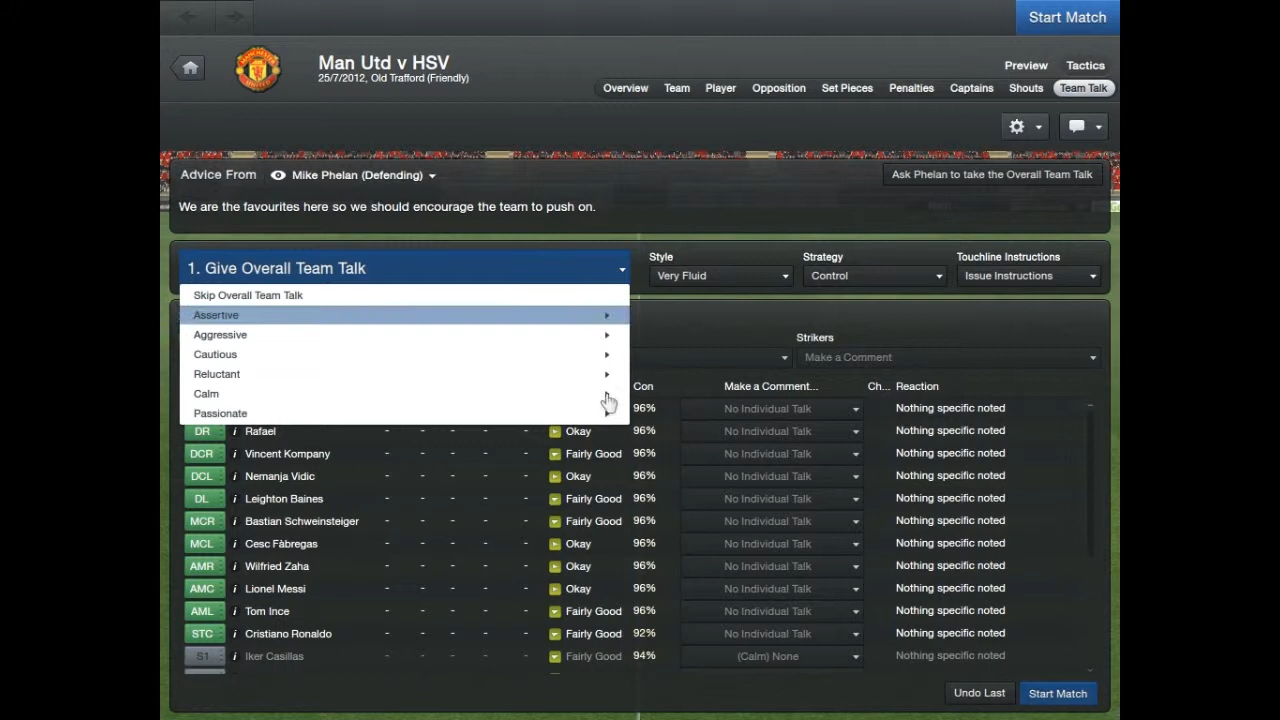 Start Match
Man Utd v HSV
25/7/2012, Old Trafford (Friendly)
Preview Tactics
Overview Team Player Opposition Set Pieces Penalties Captains Shouts Team Talk
Advice From Mike Phelan (Defending) Ask Phelan to take the Overall Team Talk
We are the favourites here so we should encourage the team to push on.
1. Give Overall Team Talk
Style Strategy Touchline Instructions
Very Fluid Control Issue Instructions
Skip Overall Team Talk
Assertive
Aggressive
Cautious
Reluctant
Calm
Passionate
Strikers
Make a Comment
Con Make a Comment... Ch... Reaction
96% No Individual Talk Nothing specific noted
DR i Rafael - - - - - Okay 96% No Individual Talk Nothing specific noted
DCR i Vincent Kompany - - - - - Fairly Good 96% No Individual Talk Nothing specific noted
DCL i Nemanja Vidic - - - - - Okay 96% No Individual Talk Nothing specific noted
DL i Leighton Baines - - - - - Fairly Good 96% No Individual Talk Nothing specific noted
MCR i Bastian Schweinsteiger - - - - - Fairly Good 96% No Individual Talk Nothing specific noted
MCL i Cesc Fàbregas - - - - - Okay 96% No Individual Talk Nothing specific noted
AMR i Wilfried Zaha - - - - - Okay 96% No Individual Talk Nothing specific noted
AMC i Lionel Messi - - - - - Okay 96% No Individual Talk Nothing specific noted
AML i Tom Ince - - - - - Fairly Good 96% No Individual Talk Nothing specific noted
STC i Cristiano Ronaldo - - - - - Fairly Good 92% No Individual Talk Nothing specific noted
S1 i Iker Casillas - - - - - Fairly Good 94% (Calm) None Nothing specific noted
Undo Last Start Match